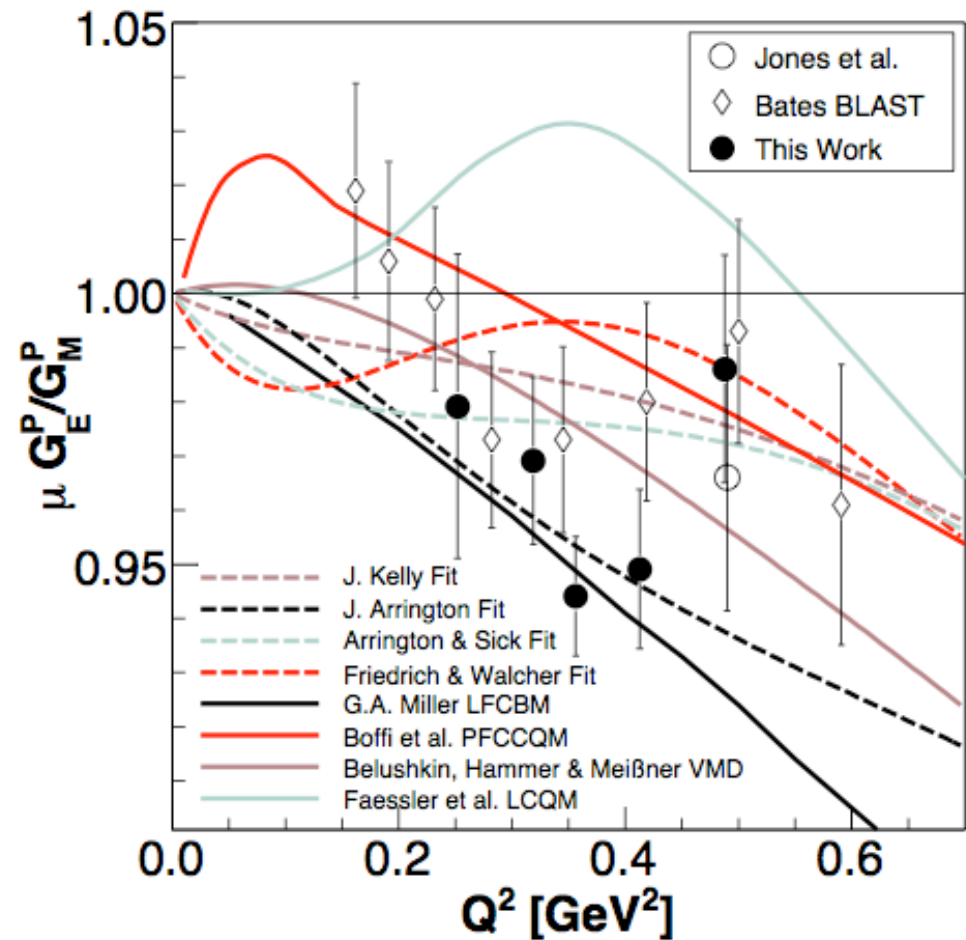 1.05
Jones et al.
Bates BLAST
This Work
1.00
μ G_E^P/G_M^P
0.95
J. Kelly Fit
J. Arrington Fit
Arrington & Sick Fit
Friedrich & Walcher Fit
G.A. Miller LFCBM
Boffi et al. PFCCQM
Belushkin, Hammer & Meißner VMD
Faessler et al. LCQM
0.0 0.2 0.4 0.6
Q² [GeV²]